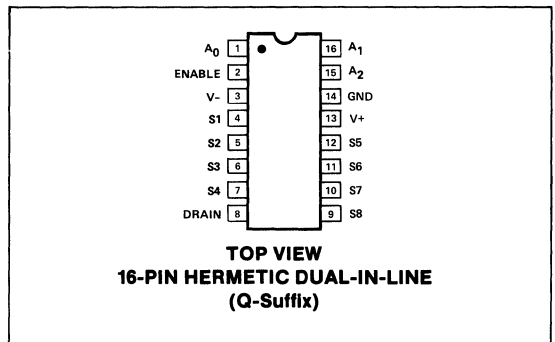 A0 1 16 A1
ENABLE 2 15 A2
V- 3 14 GND
S1 4 13 V+
S2 5 12 S5
S3 6 11 S6
S4 7 10 S7
DRAIN 8 9 S8
TOP VIEW
16-PIN HERMETIC DUAL-IN-LINE
(Q-Suffix)